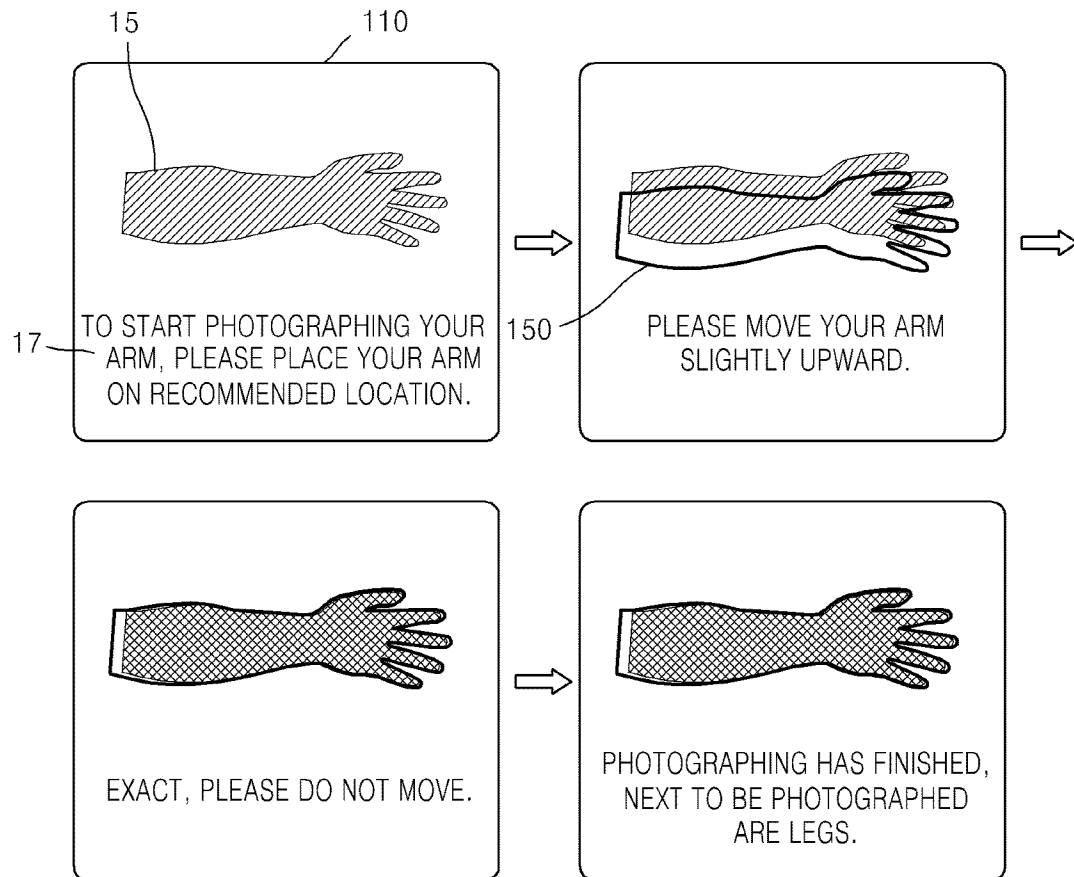 15
110
TO START PHOTOGRAPHING YOUR
17
ARM, PLEASE PLACE YOUR ARM
ON RECOMMENDED LOCATION.
150
PLEASE MOVE YOUR ARM
SLIGHTLY UPWARD.
EXACT, PLEASE DO NOT MOVE.
PHOTOGRAPHING HAS FINISHED,
NEXT TO BE PHOTOGRAPHED
ARE LEGS.